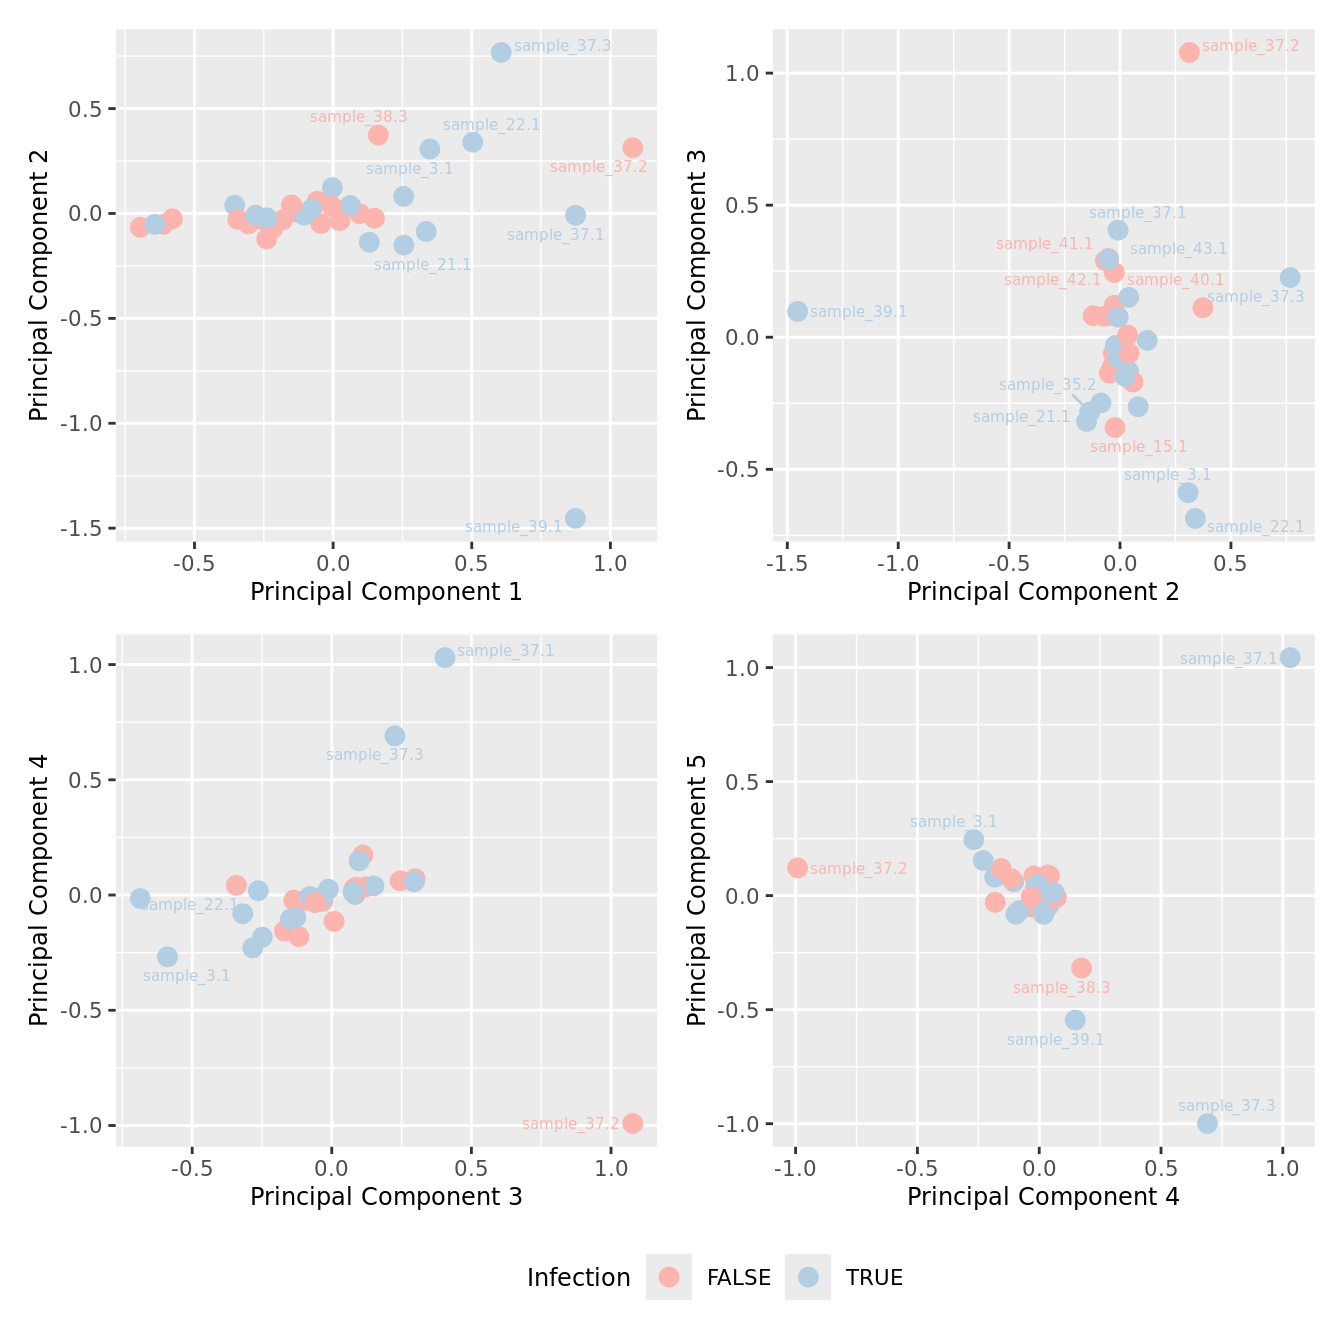 sample_37.3
sample_38.3
sample_22.1
sample_3.1
sample_37.2
sample_37.1
sample_21.1
sample_39.1
0.5
0.0
-0.5
-1.0
-1.5
-0.5 0.0 0.5 1.0
Principal Component 1
Principal Component 2
sample_37.2
sample_37.1
sample_41.1
sample_43.1
sample_42.1
sample_40.1
sample_37.3
sample_39.1
sample_35.2
sample_21.1
sample_15.1
sample_3.1
sample_22.1
1.0
0.5
0.0
-0.5
-1.5 -1.0 -0.5 0.0 0.5
Principal Component 2
Principal Component 3
sample_37.1
sample_37.3
sample_22.1
sample_3.1
sample_37.2
1.0
0.5
0.0
-0.5
-1.0
-0.5 0.0 0.5 1.0
Principal Component 3
Principal Component 4
sample_37.1
sample_3.1
sample_37.2
sample_38.3
sample_39.1
sample_37.3
1.0
0.5
0.0
-0.5
-1.0
-1.0 -0.5 0.0 0.5 1.0
Principal Component 4
Principal Component 5
Infection FALSE TRUE